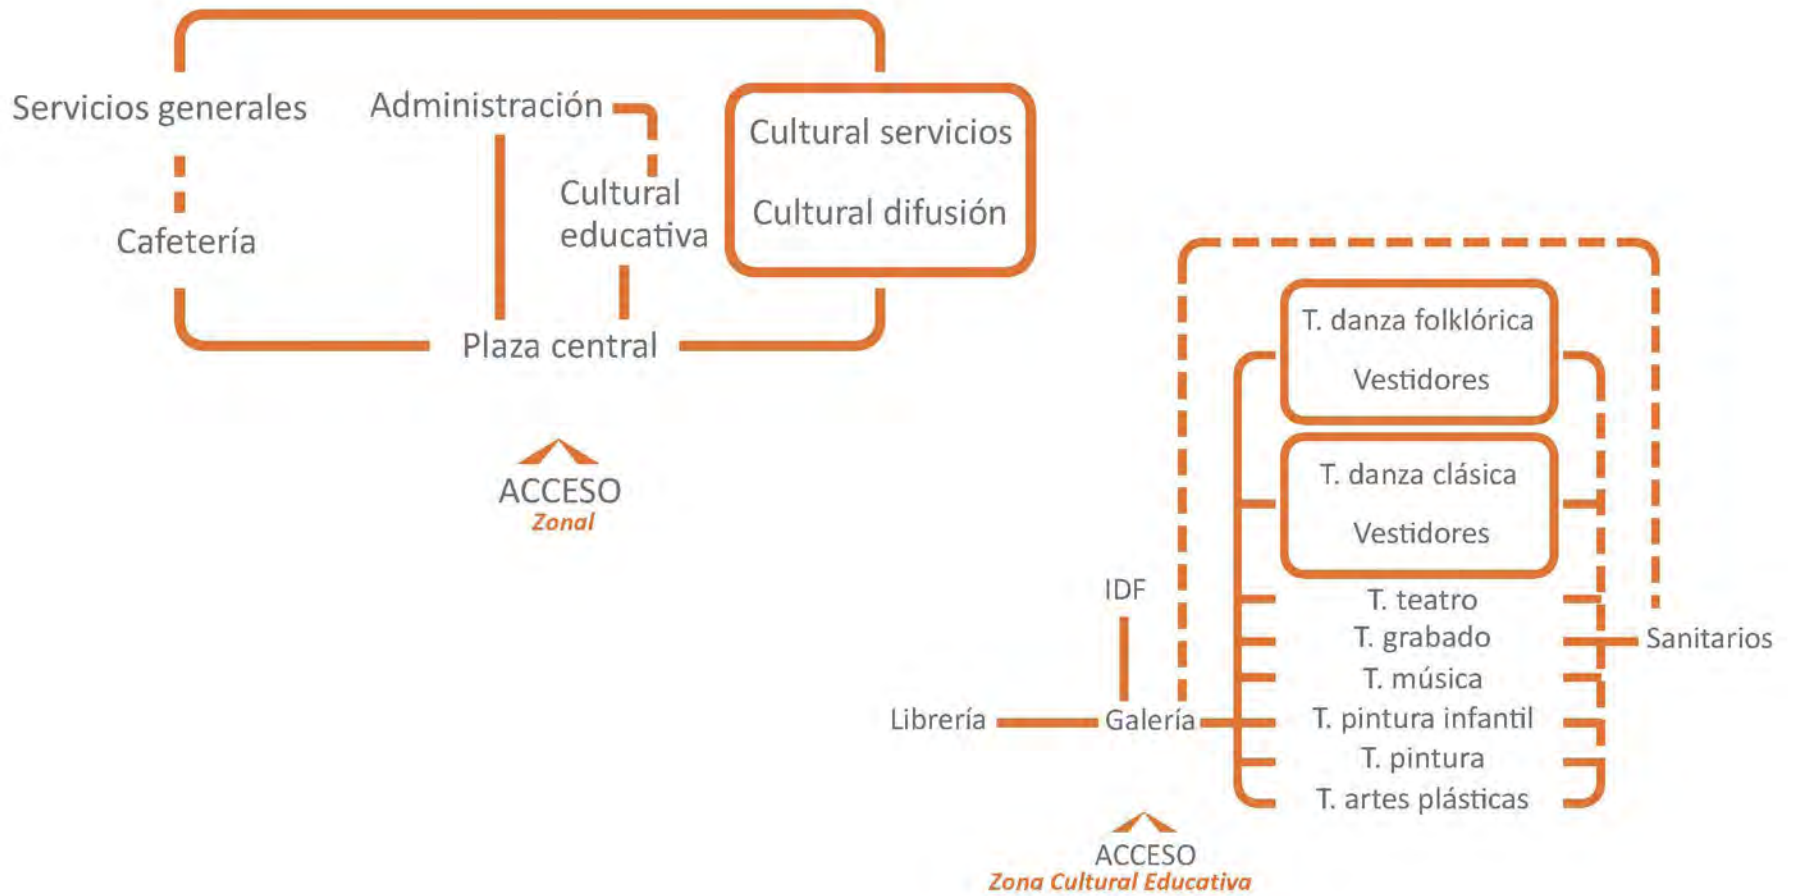 Servicios generales
Administración
Cultural servicios
Cultural
educativa
Cultural difusión
Cafetería
Plaza central
ACCESO
Zonal
T. danza folklórica
Vestidores
T. danza clásica
Vestidores
IDF
T. teatro
T. grabado
Sanitarios
T. música
Librería
Galería
T. pintura infantil
T. pintura
T. artes plásticas
ACCESO
Zona Cultural Educativa